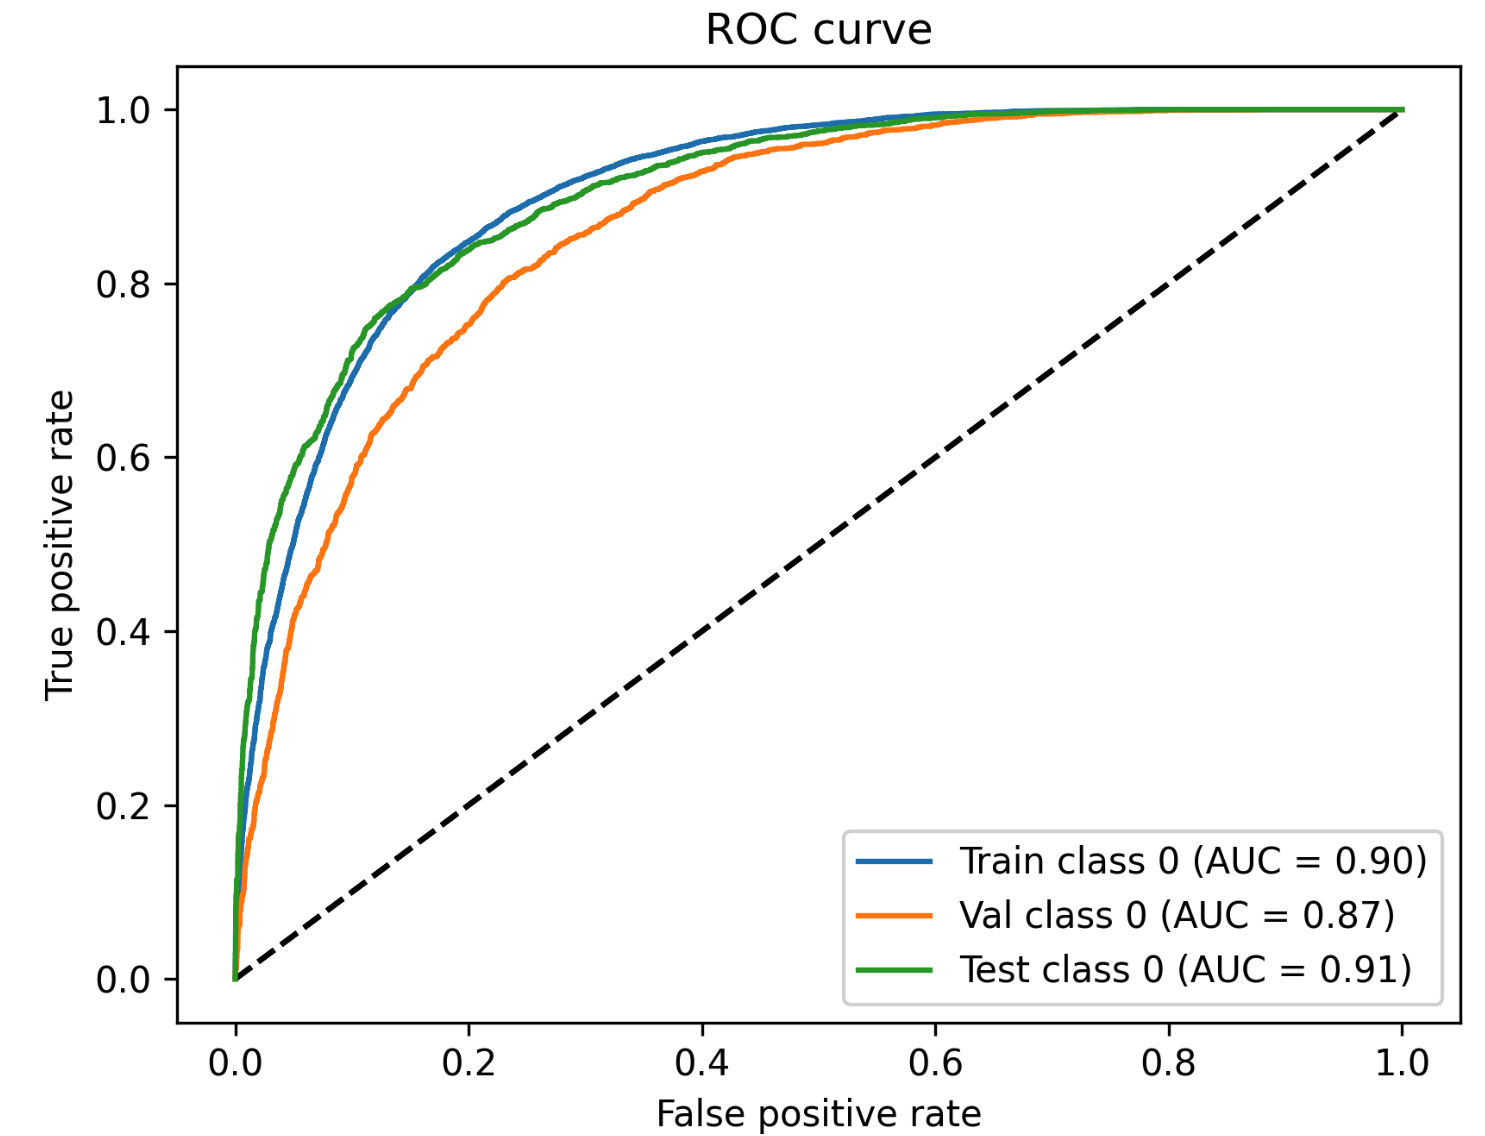 ROC curve
True positive rate
1.0
0.8
0.6
0.4
0.2
0.0
Train class 0 (AUC = 0.90)
Val class 0 (AUC = 0.87)
Test class 0 (AUC = 0.91)
0.0 0.2 0.4 0.6 0.8 1.0
False positive rate